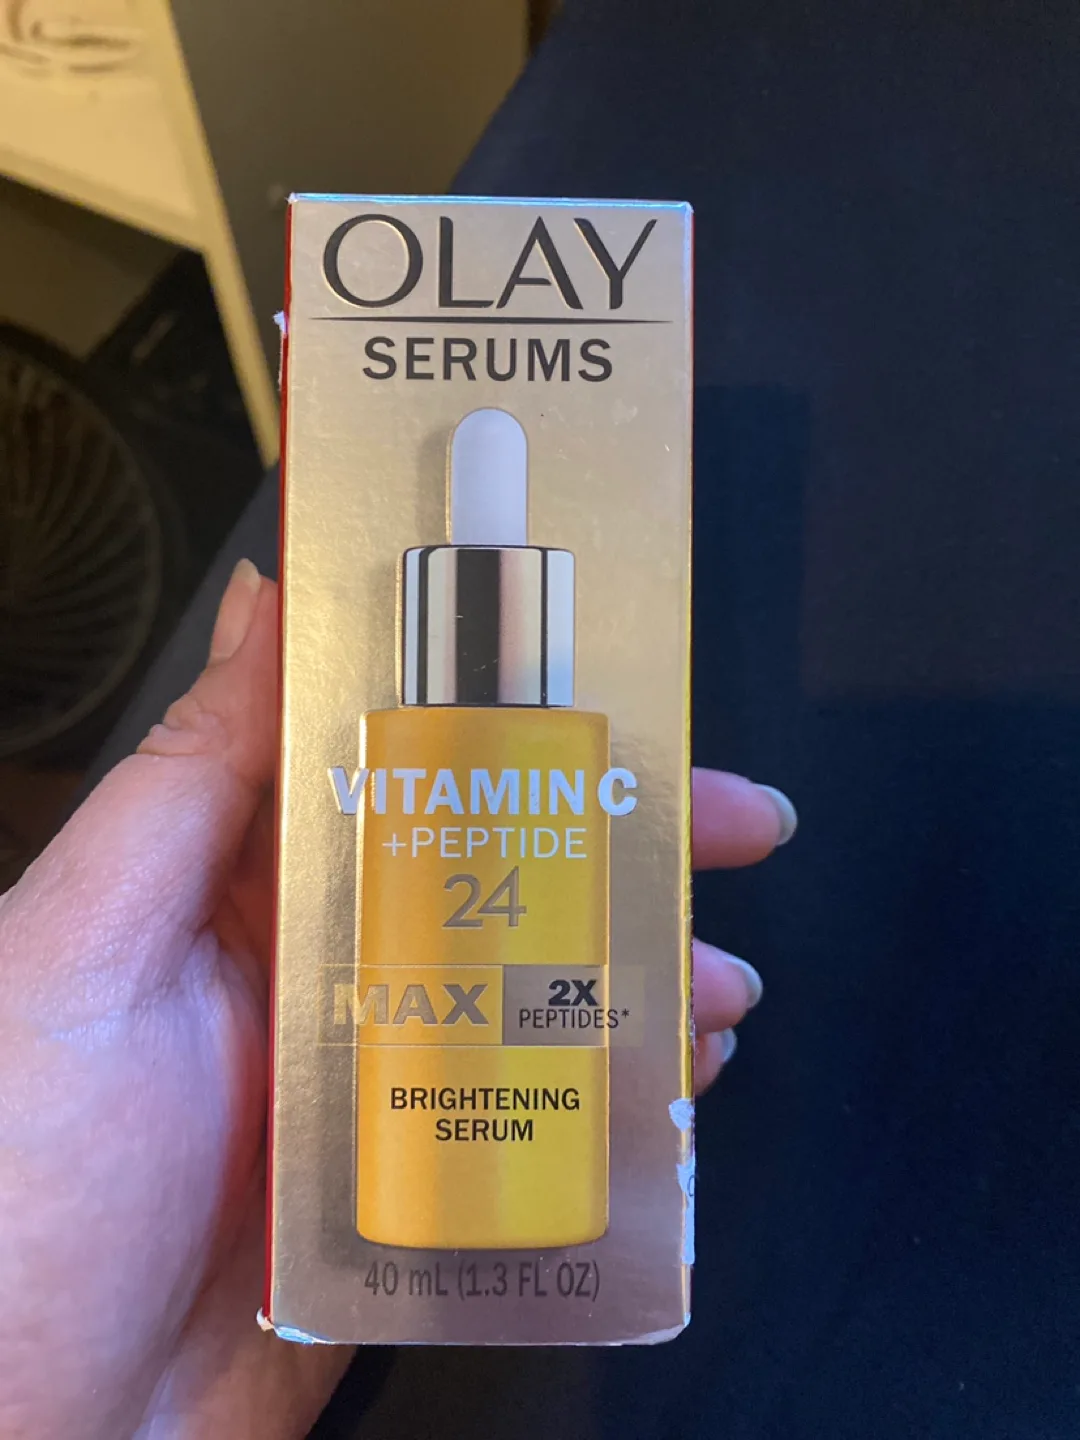 OLAY
SERUMS
VITAMIN C
+PEPTIDE
24
MAX
2X
PEPTIDES*
BRIGHTENING
SERUM
40 mL (1.3 FL OZ)